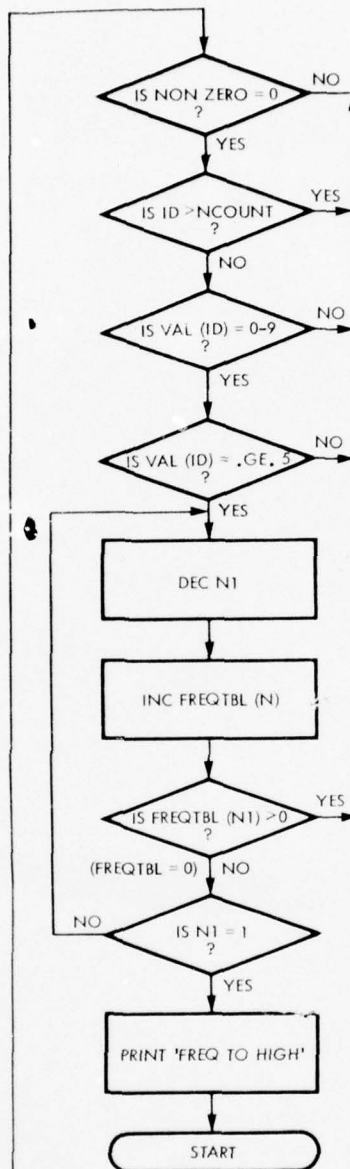 IS NON ZERO = 0
?
NO
YES
IS ID >NCOUNT
?
YES
NO
IS VAL (ID) = 0-9
?
NO
YES
IS VAL (ID) = .GE. 5
?
NO
YES
DEC N1
INC FREQTBL (N)
IS FREQTBL (N1) >0
?
YES
(FREQTBL = 0) NO
NO
IS N1 = 1
?
YES
PRINT 'FREQ TO HIGH'
START